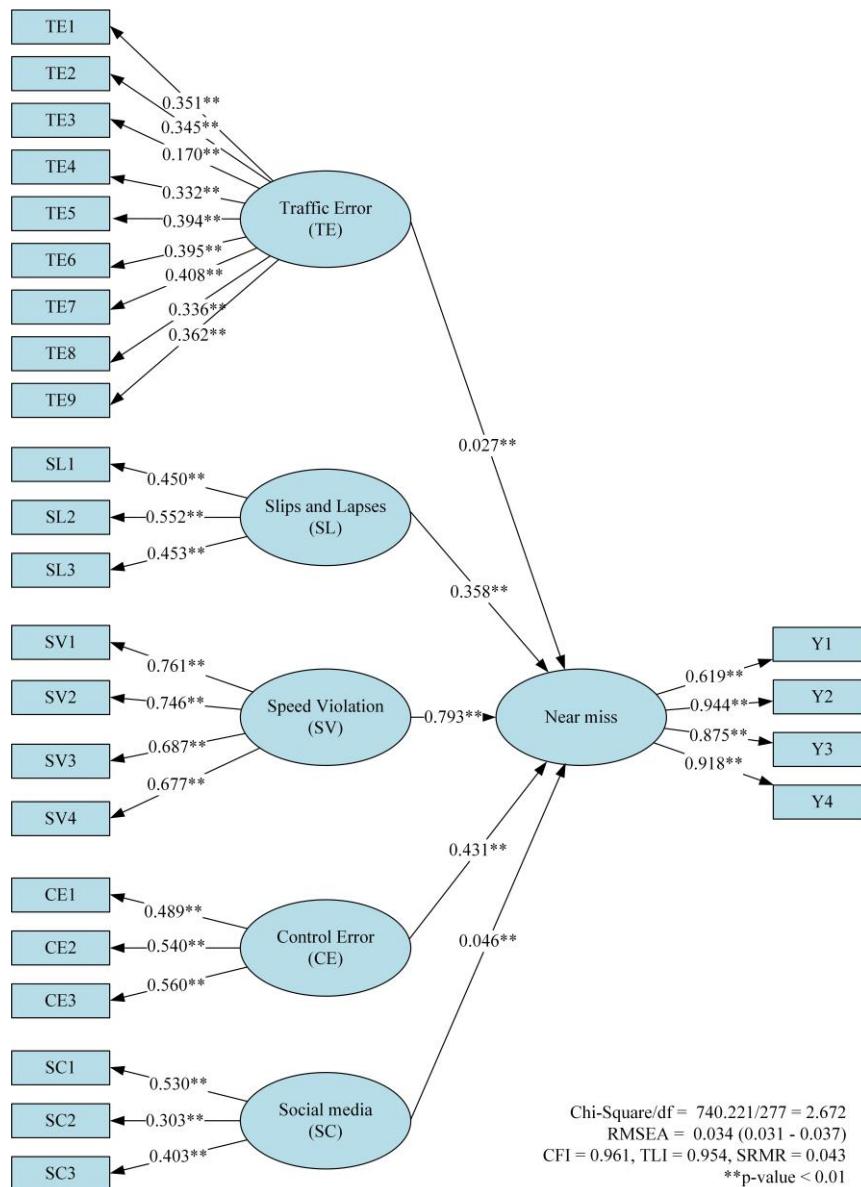 TE1
TE2
TE3
TE4
TE5
TE6
TE7
TE8
TE9
0.351**
0.345**
0.170**
0.332**
0.394**
0.395**
0.408**
0.336**
0.362**
Traffic Error
(TE)
0.027**
SL1
SL2
SL3
0.450**
0.552**
0.453**
Slips and Lapses
(SL)
0.358**
SV1
SV2
SV3
SV4
0.761**
0.746**
0.687**
0.677**
Speed Violation
(SV)
0.793**
Near miss
0.619**
0.944**
0.875**
0.918**
Y1
Y2
Y3
Y4
CE1
CE2
CE3
0.489**
0.540**
0.560**
Control Error
(CE)
0.431**
SC1
SC2
SC3
0.530**
0.303**
0.403**
Social media
(SC)
0.046**
Chi-Square/df = 740.221/277 = 2.672
RMSEA = 0.034 (0.031 - 0.037)
CFI = 0.961, TLI = 0.954, SRMR = 0.043
**p-value < 0.01